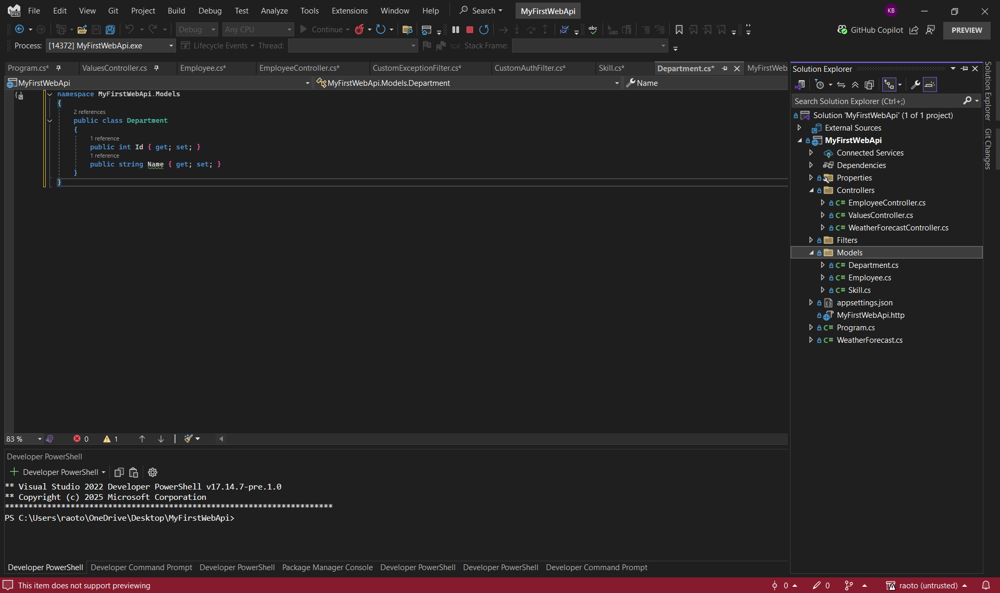 File Edit View Git Project Build Debug Test Analyze Tools Extensions Window Help Search MyFirstWebApi KB
Debug Any CPU Continue GitHub Copilot PREVIEW
Process: [14372] MyFirstWebApi.exe Lifecycle Events Thread: Stack Frame:
Program.cs* ValuesController.cs Employee.cs* EmployeeController.cs* CustomExceptionFilter.cs* CustomAuthFilter.cs* Skill.cs* Department.cs* MyFirstWeb
MyFirstWebApi MyFirstWebApi.Models.Department Name
namespace MyFirstWebApi.Models
{
2 references
public class Department
{
1 reference
public int Id { get; set; }
1 reference
public string Name { get; set; }
}
}
83 % 0 1
Developer PowerShell
Developer PowerShell
** Visual Studio 2022 Developer PowerShell v17.14.7-pre.1.0
** Copyright (c) 2025 Microsoft Corporation
**********************************************************************
PS C:\Users\raoto\OneDrive\Desktop\MyFirstWebApi>
Developer PowerShell Developer Command Prompt Developer PowerShell Package Manager Console Developer PowerShell Developer PowerShell Developer Command Prompt
Solution Explorer
Search Solution Explorer (Ctrl+;)
Solution 'MyFirstWebApi' (1 of 1 project)
External Sources
MyFirstWebApi
Connected Services
Dependencies
Properties
Controllers
C# EmployeeController.cs
C# ValuesController.cs
C# WeatherForecastController.cs
Filters
Models
C# Department.cs
C# Employee.cs
C# Skill.cs
appsettings.json
MyFirstWebApi.http
C# Program.cs
C# WeatherForecast.cs
Solution Explorer
Git Changes
This item does not support previewing 0 0 raoto (untrusted)